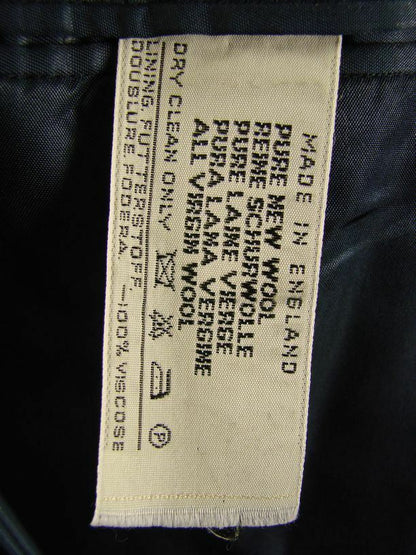 MADE IN ENGLAND
PURE NEW WOOL
REINE SCHURWOLLE
PURE LAINE VIERGE
PURA LANA VERGINE
ALL VIRGIN WOOL
DRY CLEAN ONLY P
LINING. FUTTERSTOFF.
DOUSLURE. FODERA. —100% VISCOSE